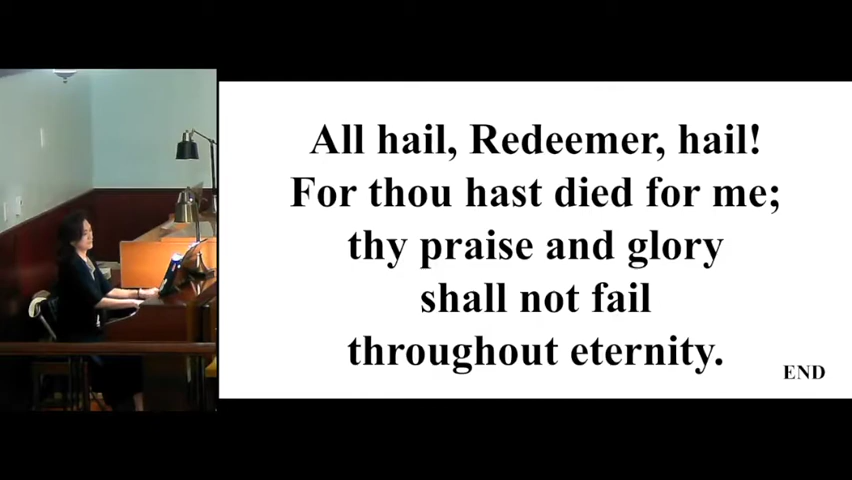 All hail, Redeemer, hail!
For thou hast died for me;
thy praise and glory
shall not fail
throughout eternity.
END